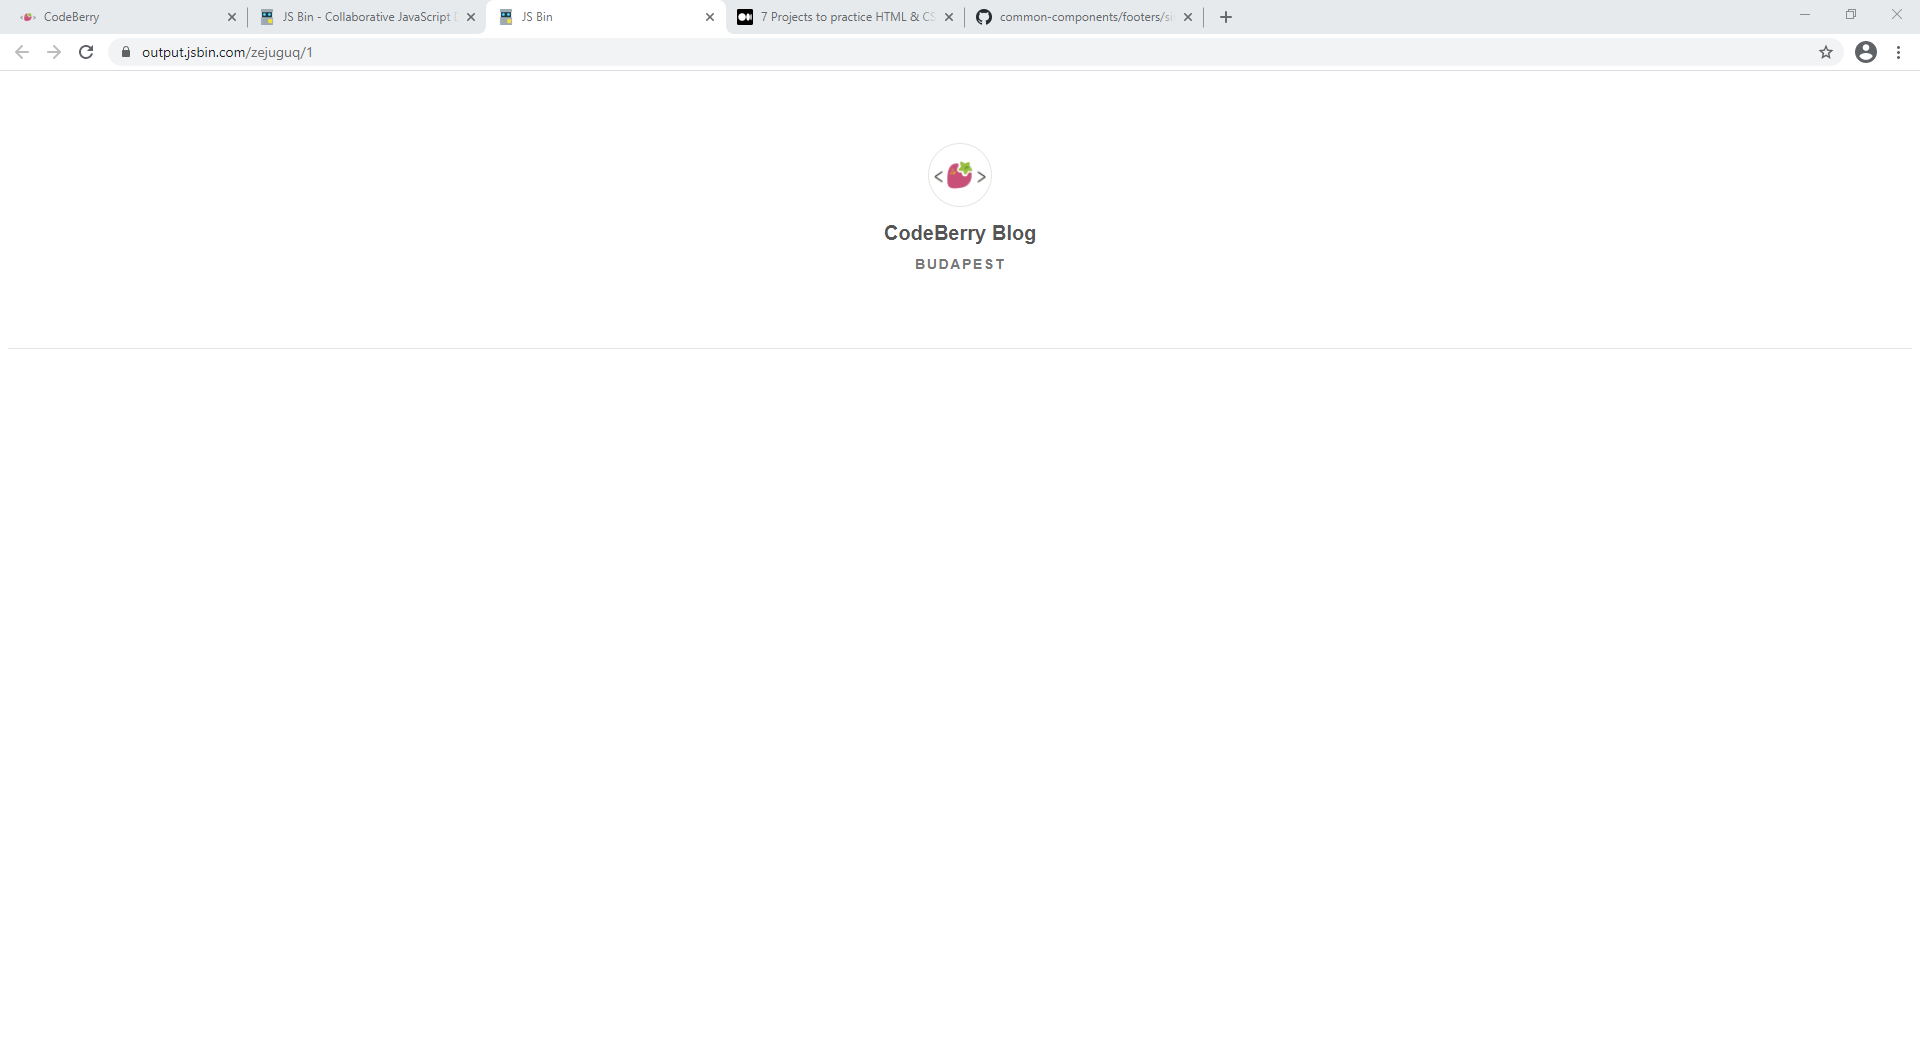 CodeBerry
JS Bin - Collaborative JavaScript
JS Bin
7 Projects to practice HTML & CS
common-components/footers/si
output.jsbin.com/zejuguq/1
< >
CodeBerry Blog
BUDAPEST